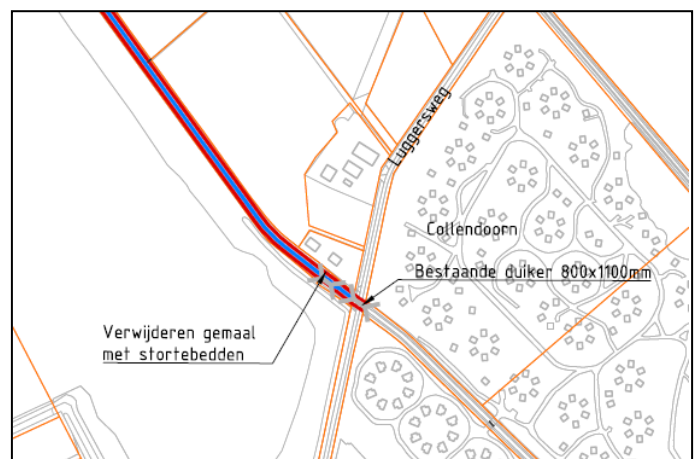 Luggersweg
Collendoorn
Bestaande duiker 800x1100mm
Verwijderen gemaal
met stortebedden